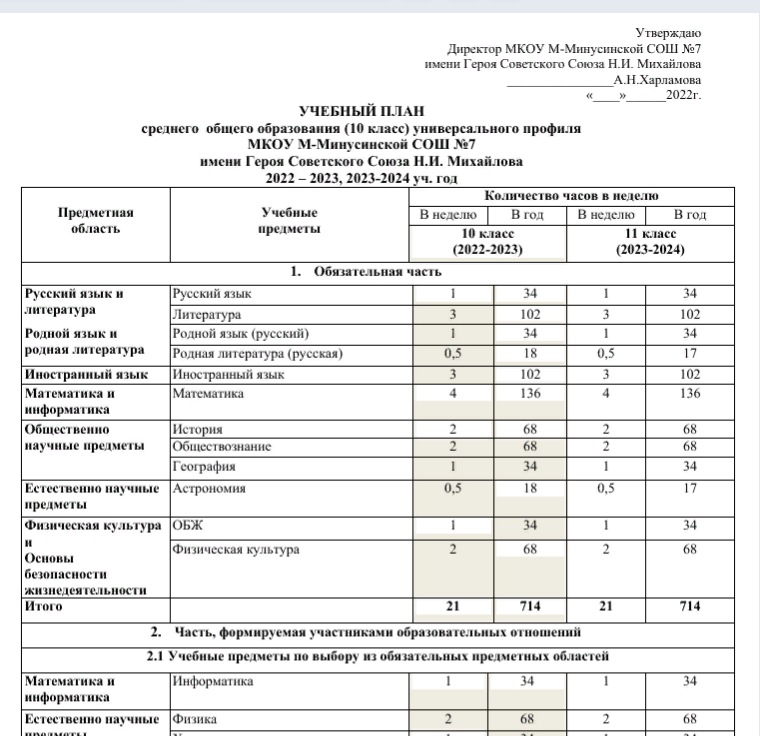 Утверждаю
Директор МКОУ М-Минусинской СОШ №7
имени Героя Советского Союза Н.И. Михайлова
________________А.Н.Харламова
«____»______2022г.
УЧЕБНЫЙ ПЛАН
среднего общего образования (10 класс) универсального профиля
МКОУ М-Минусинской СОШ №7
имени Героя Советского Союза Н.И. Михайлова
2022 – 2023, 2023-2024 уч. год
Предметная область Учебные предметы Количество часов в неделю
В неделю В год В неделю В год
10 класс (2022-2023) 11 класс (2023-2024)
1. Обязательная часть
Русский язык и литература Русский язык 1 34 1 34
Литература 3 102 3 102
Родной язык и родная литература Родной язык (русский) 1 34 1 34
Родная литература (русская) 0,5 18 0,5 17
Иностранный язык Иностранный язык 3 102 3 102
Математика и информатика Математика 4 136 4 136
Общественно научные предметы История 2 68 2 68
Обществознание 2 68 2 68
География 1 34 1 34
Естественно научные предметы Астрономия 0,5 18 0,5 17
Физическая культура и Основы безопасности жизнедеятельности ОБЖ 1 34 1 34
Физическая культура 2 68 2 68
Итого 21 714 21 714
2. Часть, формируемая участниками образовательных отношений
2.1 Учебные предметы по выбору из обязательных предметных областей
Математика и информатика Информатика 1 34 1 34
Естественно научные Физика 2 68 2 68